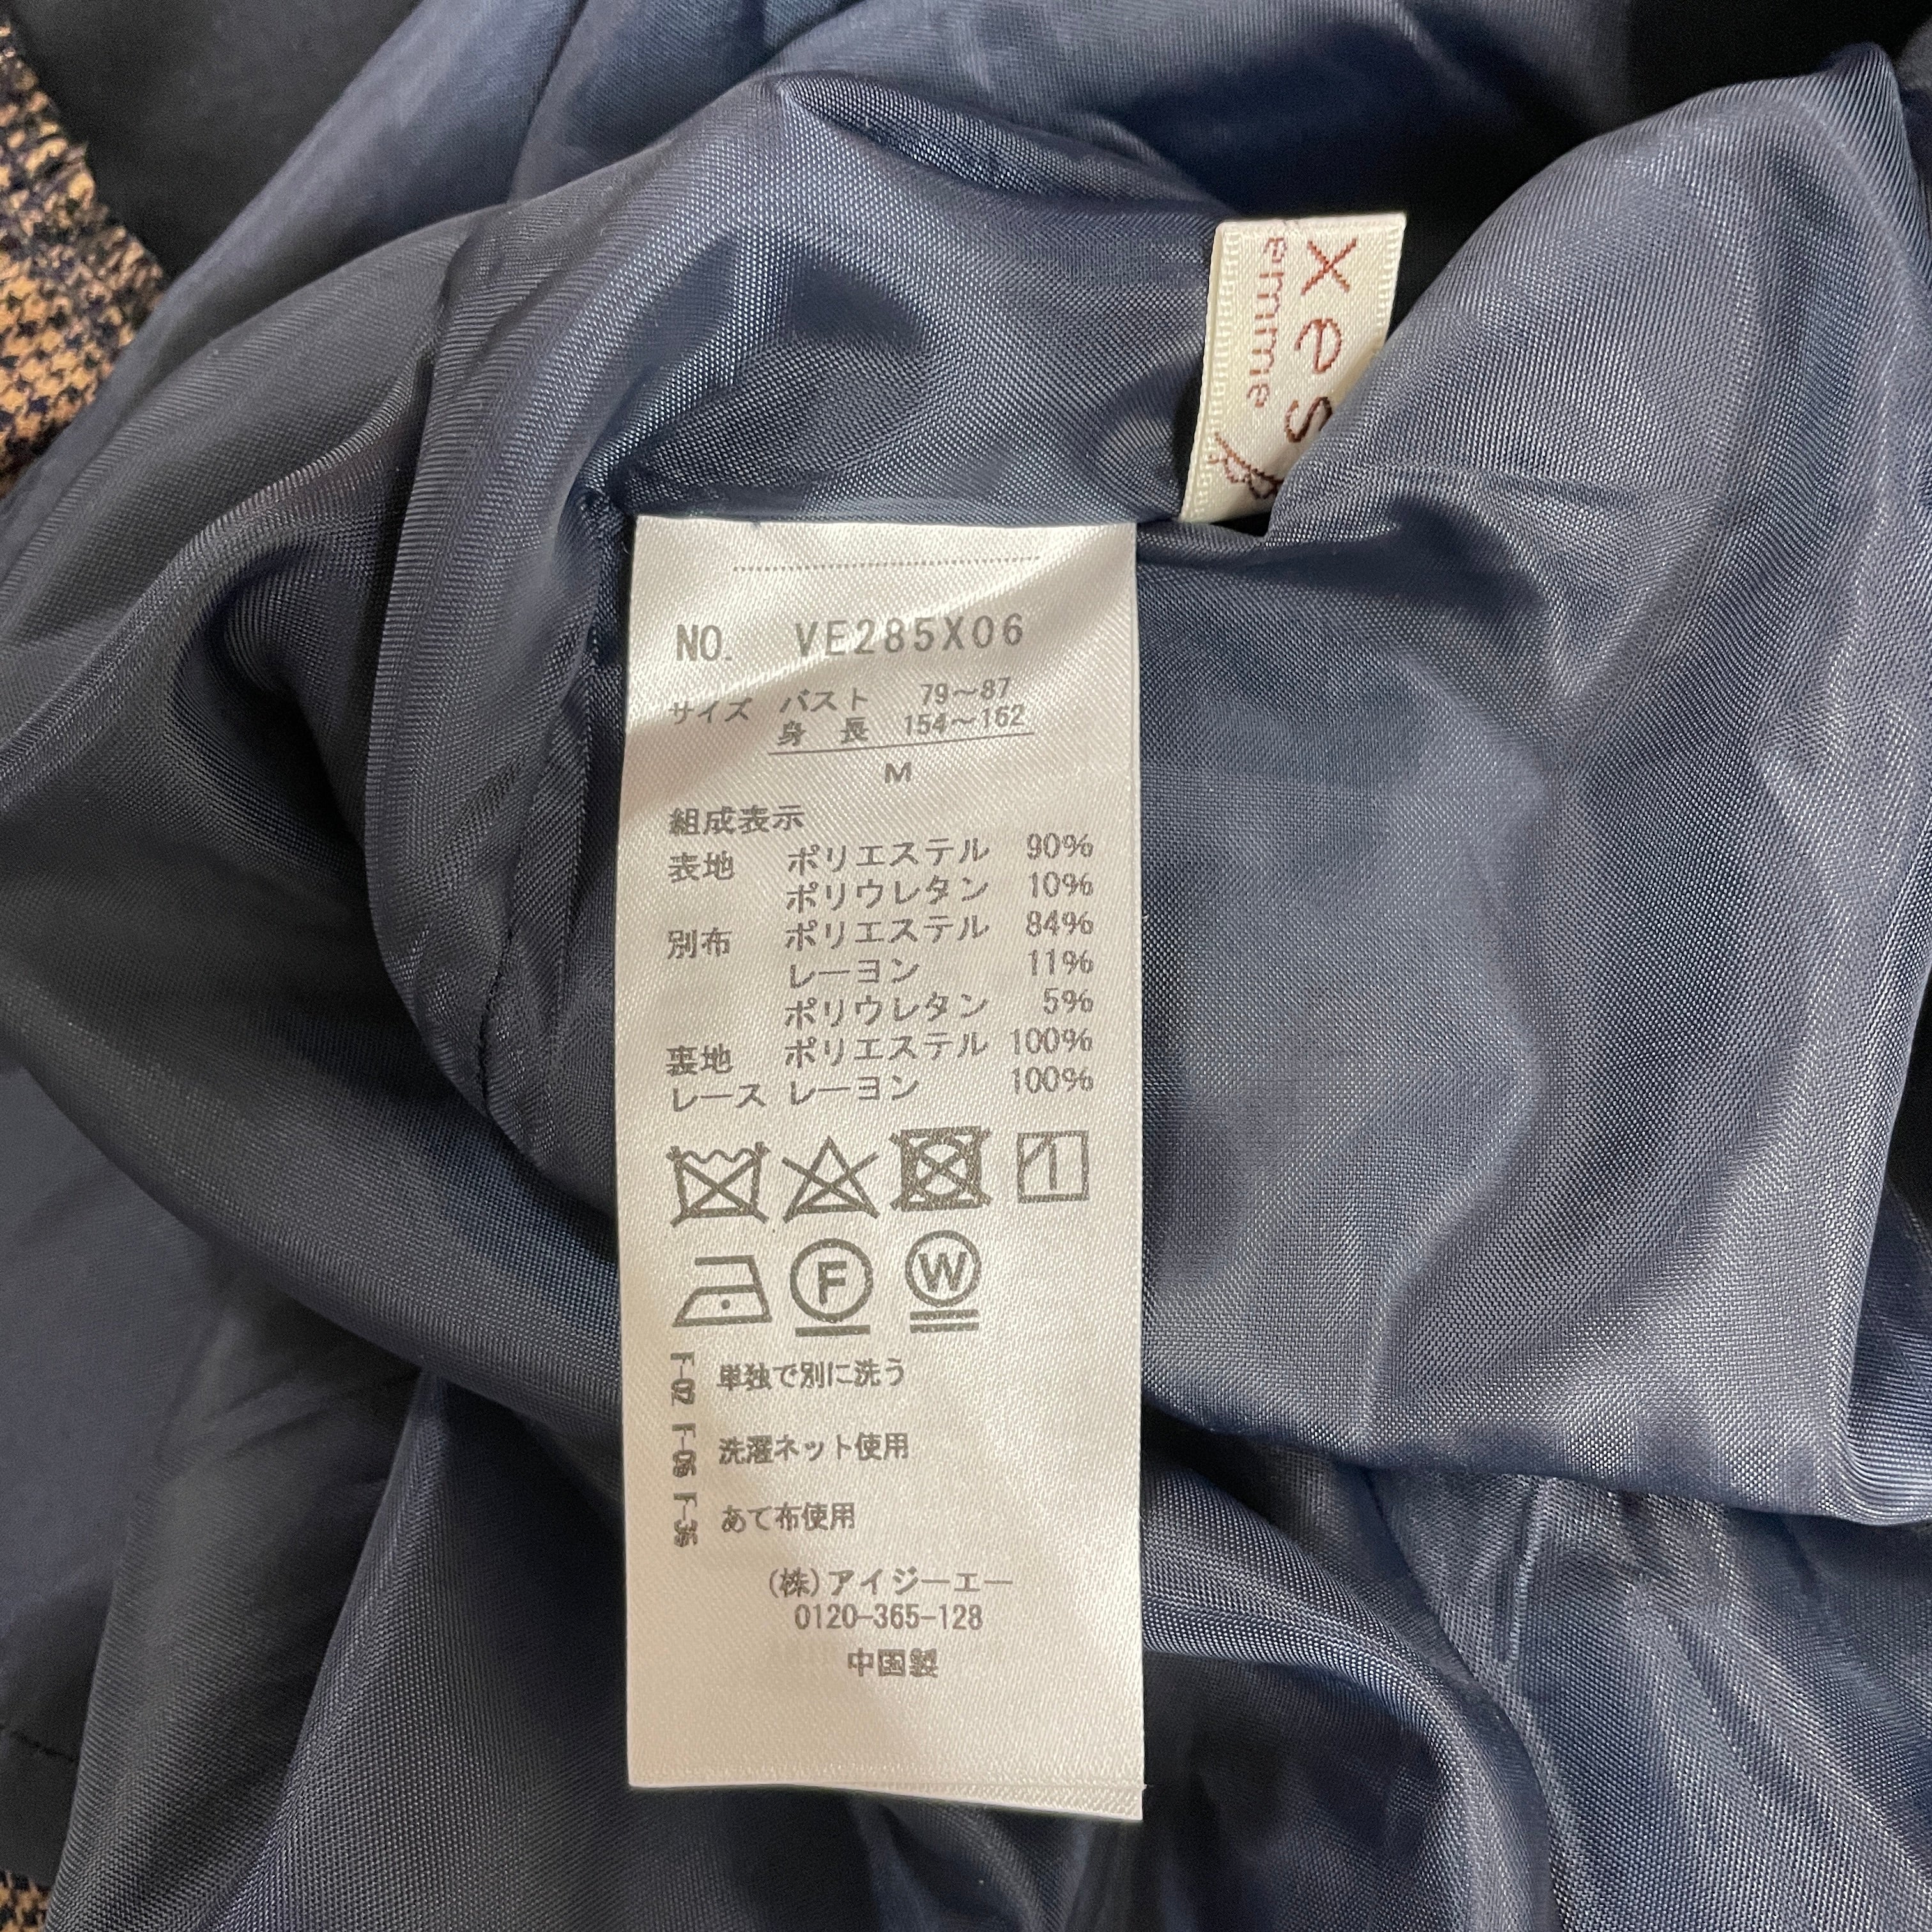 xes
emme
NO. VE285X06
サイズ バスト 79～87
身長 154～162
M
組成表示
表地 ポリエステル 90%
ポリウレタン 10%
別布 ポリエステル 84%
レーヨン 11%
ポリウレタン 5%
裏地 ポリエステル 100%
レース レーヨン 100%
F
W
F-02 単独で別に洗う
F-06 洗濯ネット使用
F-35 あて布使用
(株)アイジーエー
0120-365-128
中国製